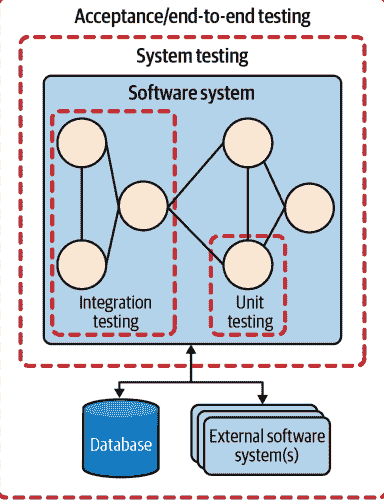 Acceptance/end-to-end testing
System testing
Software system
Integration
testing
Unit
testing
Database
External software
system(s)